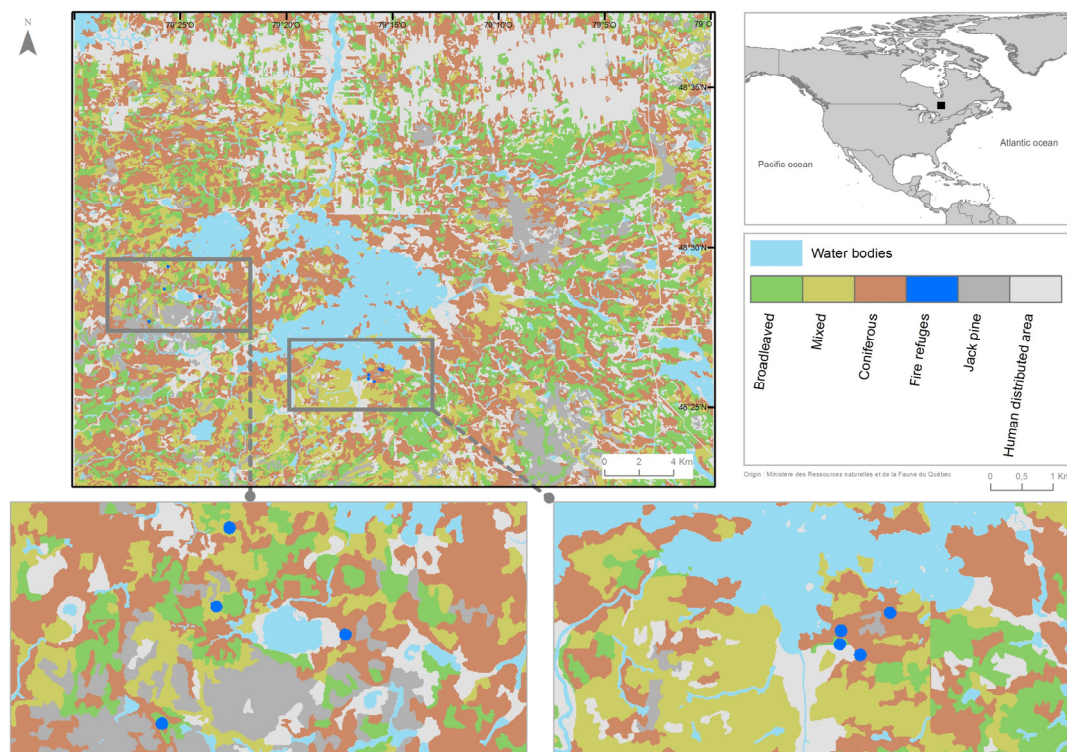 N
79°25'O
79°20'O
79°15'O
79°10'O
79°5'O
79°O
48°35'N
48°30'N
48°25'N
0 2 4 Km
Pacific ocean
Atlantic ocean
Water bodies
Broadleaved
Mixed
Coniferous
Fire refuges
Jack pine
Human distributed area
Origin : Ministère des Ressources naturelles et de la Faune du Québec
0 0,5 1 Km